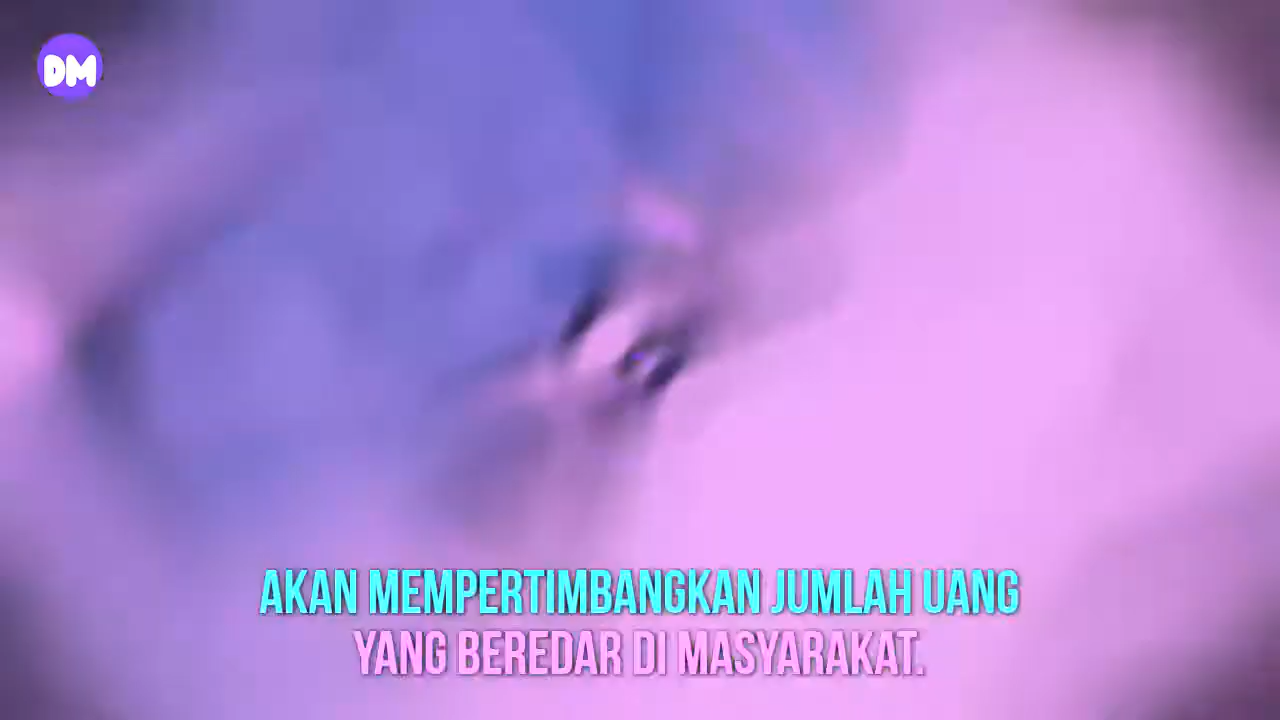 DM
AKAN MEMPERTIMBANGKAN JUMLAH UANG
YANG BEREDAR DI MASYARAKAT.